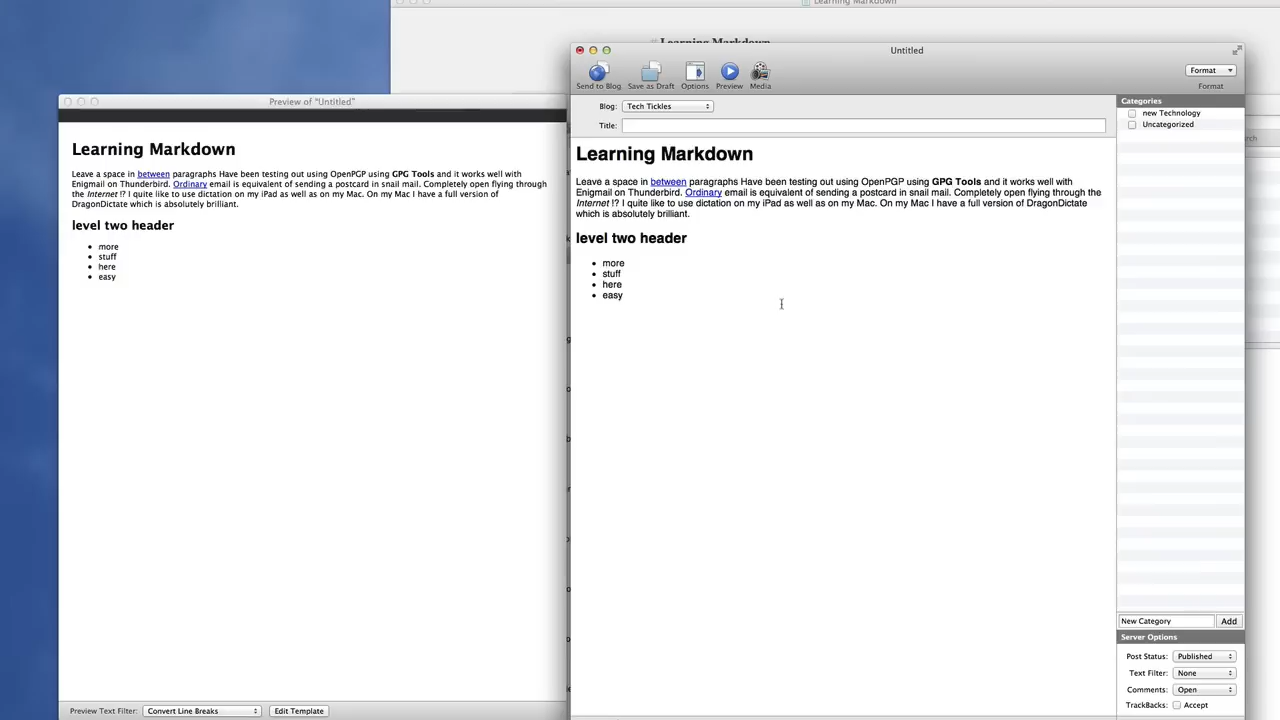 Learning Markdown
Learning Markdown
Untitled
Send to Blog
Save as Draft
Options
Preview
Media
Format
Format
Blog:
Tech Tickles
Title:
Preview of "Untitled"
Learning Markdown
Leave a space in between paragraphs Have been testing out using OpenPGP using GPG Tools and it works well with
Enigmail on Thunderbird. Ordinary email is equivalent of sending a postcard in snail mail. Completely open flying through
the Internet !? I quite like to use dictation on my iPad as well as on my Mac. On my Mac I have a full version of
DragonDictate which is absolutely brilliant.
level two header
• more
• stuff
• here
• easy
Preview Text Filter:
Convert Line Breaks
Edit Template
Learning Markdown
Leave a space in between paragraphs Have been testing out using OpenPGP using GPG Tools and it works well with
Enigmail on Thunderbird. Ordinary email is equivalent of sending a postcard in snail mail. Completely open flying through the
Internet !? I quite like to use dictation on my iPad as well as on my Mac. On my Mac I have a full version of DragonDictate
which is absolutely brilliant.
level two header
• more
• stuff
• here
• easy
Categories
new Technology
Uncategorized
New Category
Add
Server Options
Post Status:
Published
Text Filter:
None
Comments:
Open
TrackBacks:
Accept